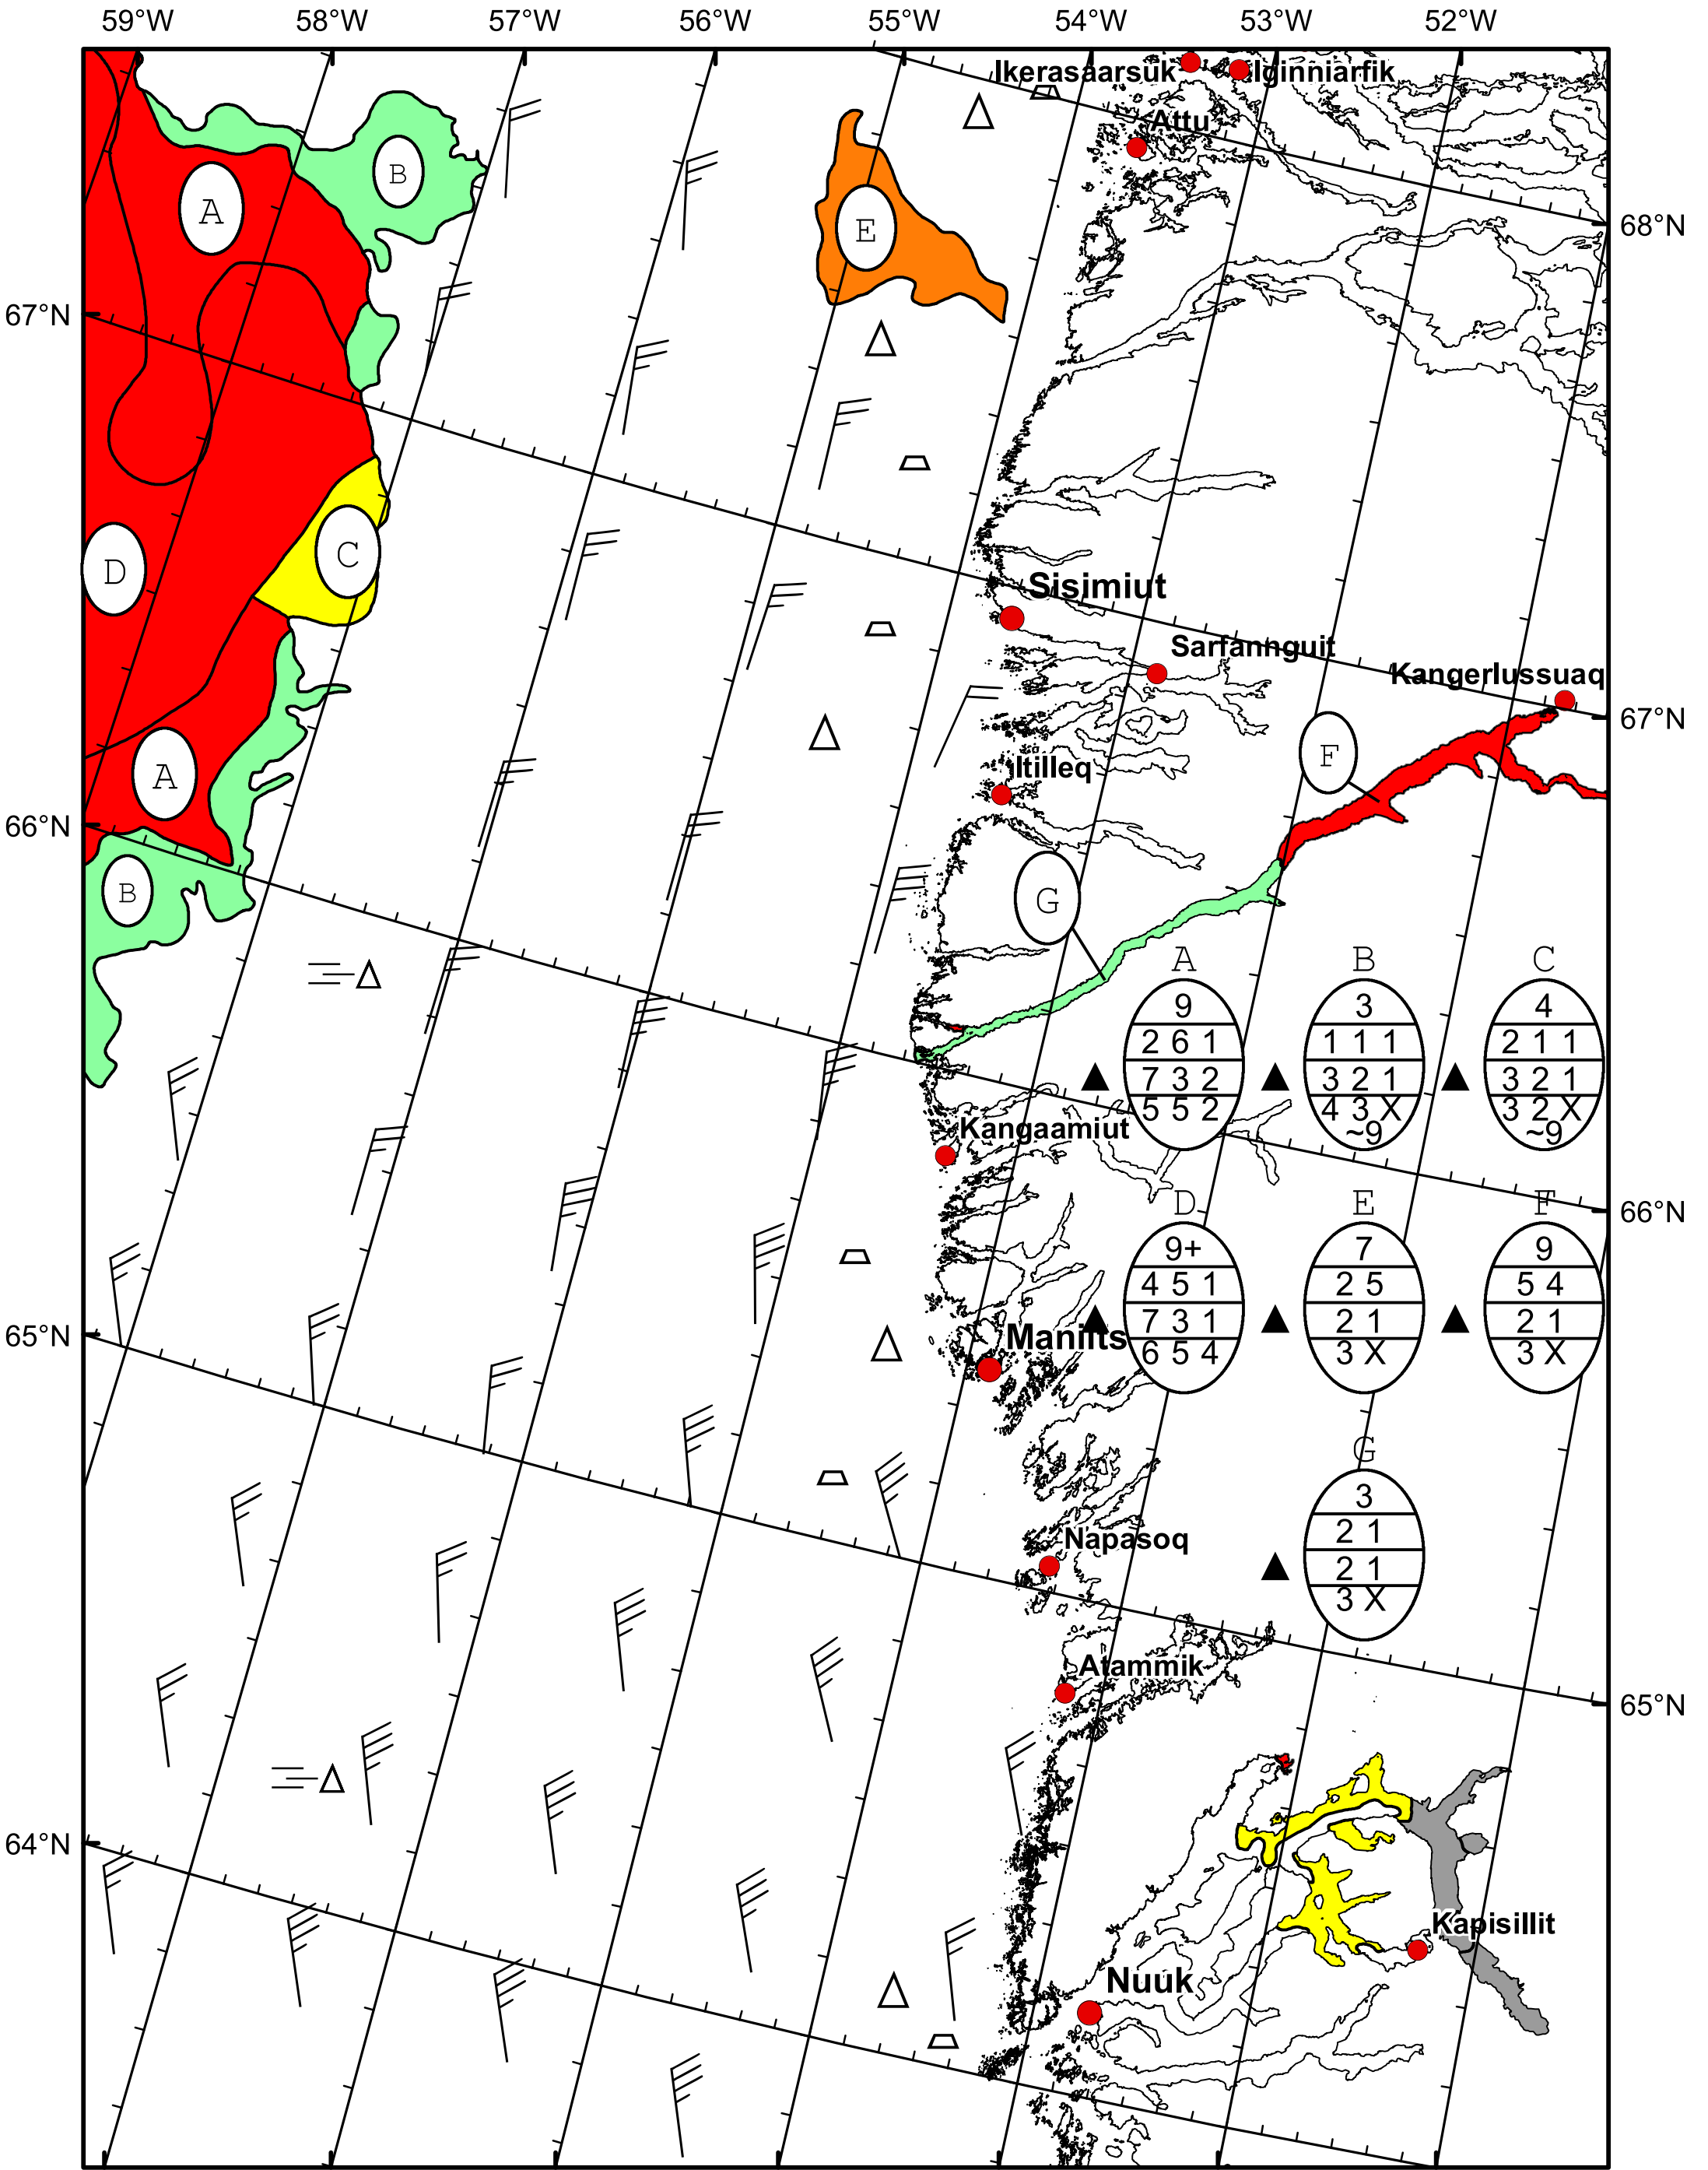 59°W 58°W 57°W 56°W 55°W 54°W 53°W 52°W
Ikerasaarsuk Iginniarfik
Attu
B
A
68°N
E
67°N
C
D
Sisimiut
Sarfannguit
Kangerlussuaq
67°N
F
A
Itilleq
66°N
B
G
A B C
9 3 4
2 6 1 1 1 1 2 1 1
7 3 2 3 2 1 3 2 1
5 5 2 4 3 X 3 2 X
~9 ~9
Kangaamiut
D E F
66°N
9+ 7 9
4 5 1 2 5 5 4
7 3 1 2 1 2 1
65°N
Maniits
6 5 4 3 X 3 X
G
3
2 1
Napasoq
2 1
3 X
Atammik
65°N
64°N
Kapisillit
Nuuk